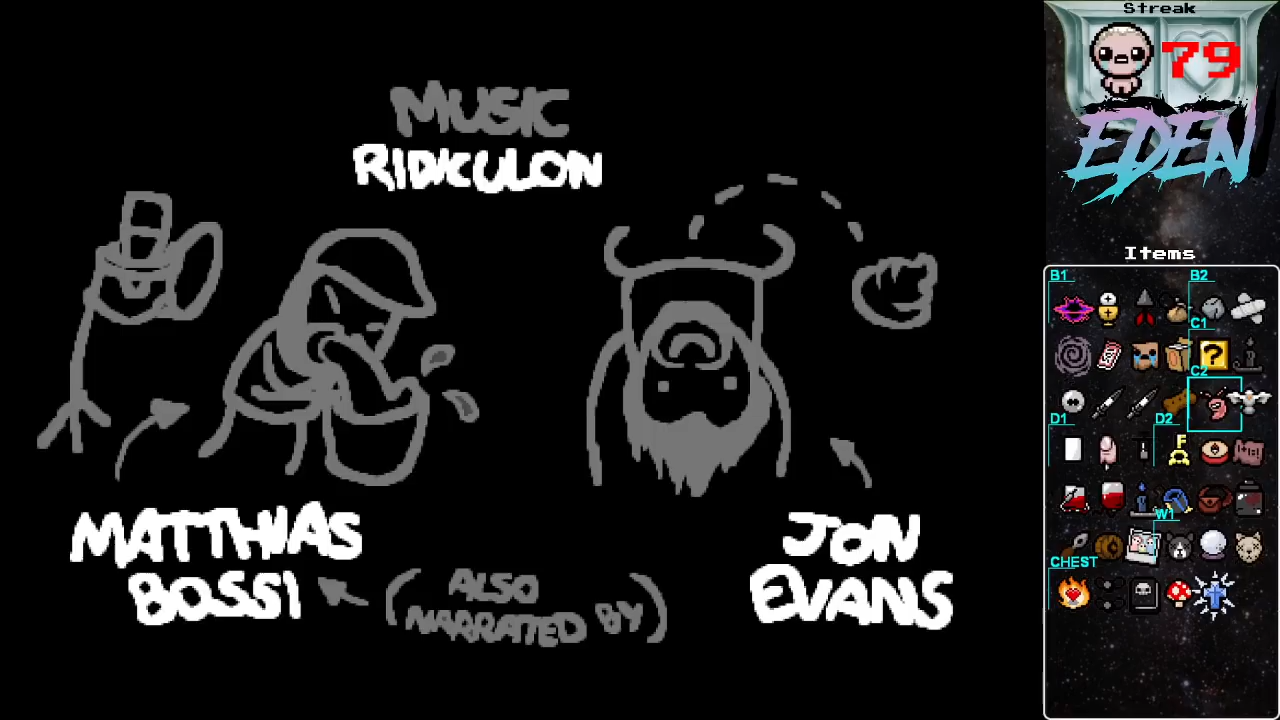 MUSIC
RIDICULON
MATTHIAS
BOSSI
(ALSO
NARRATED BY)
JON
EVANS
Streak
79
EDEN
Items
B1
B2
C1
C2
D1
D2
W1
CHEST